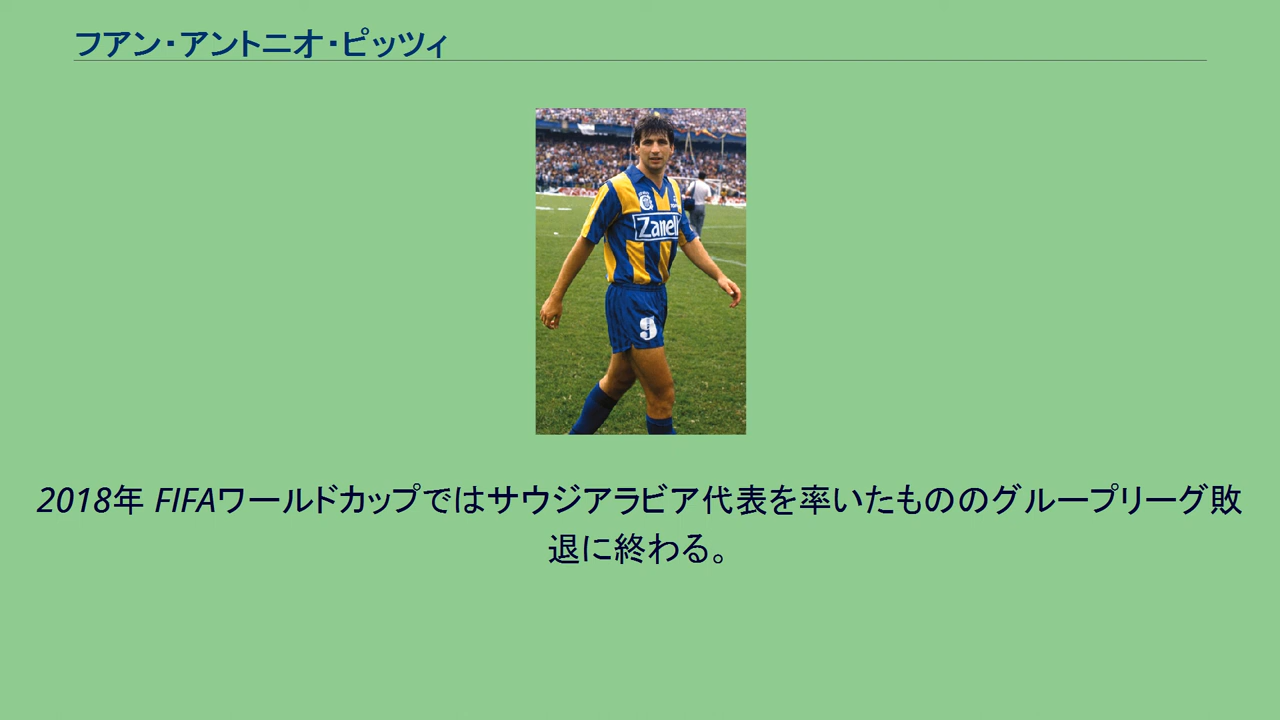 フアン・アントニオ・ピッツィ
Zanell
9
2018年 FIFAワールドカップではサウジアラビア代表を率いたもののグループリーグ敗
退に終わる。